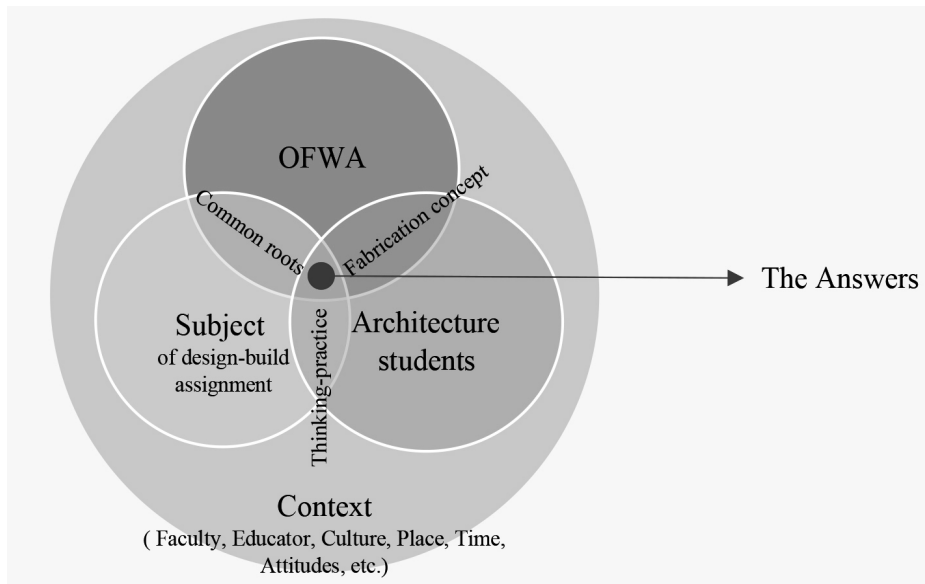 OFWA
Common roots
Fabrication concept
The Answers
Subject
of design-build
assignment
Architecture
students
Thinking-practice
Context
( Faculty, Educator, Culture, Place, Time,
Attitudes, etc.)